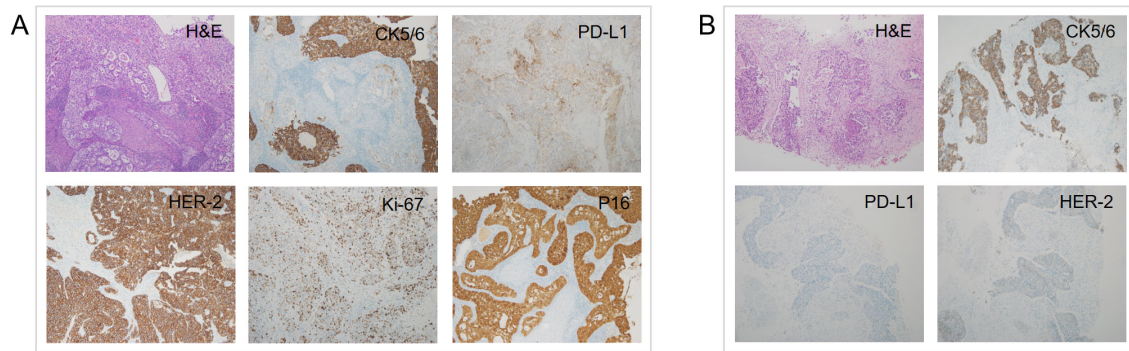 A
H&E
CK5/6
PD-L1
HER-2
Ki-67
P16
B
H&E
CK5/6
PD-L1
HER-2